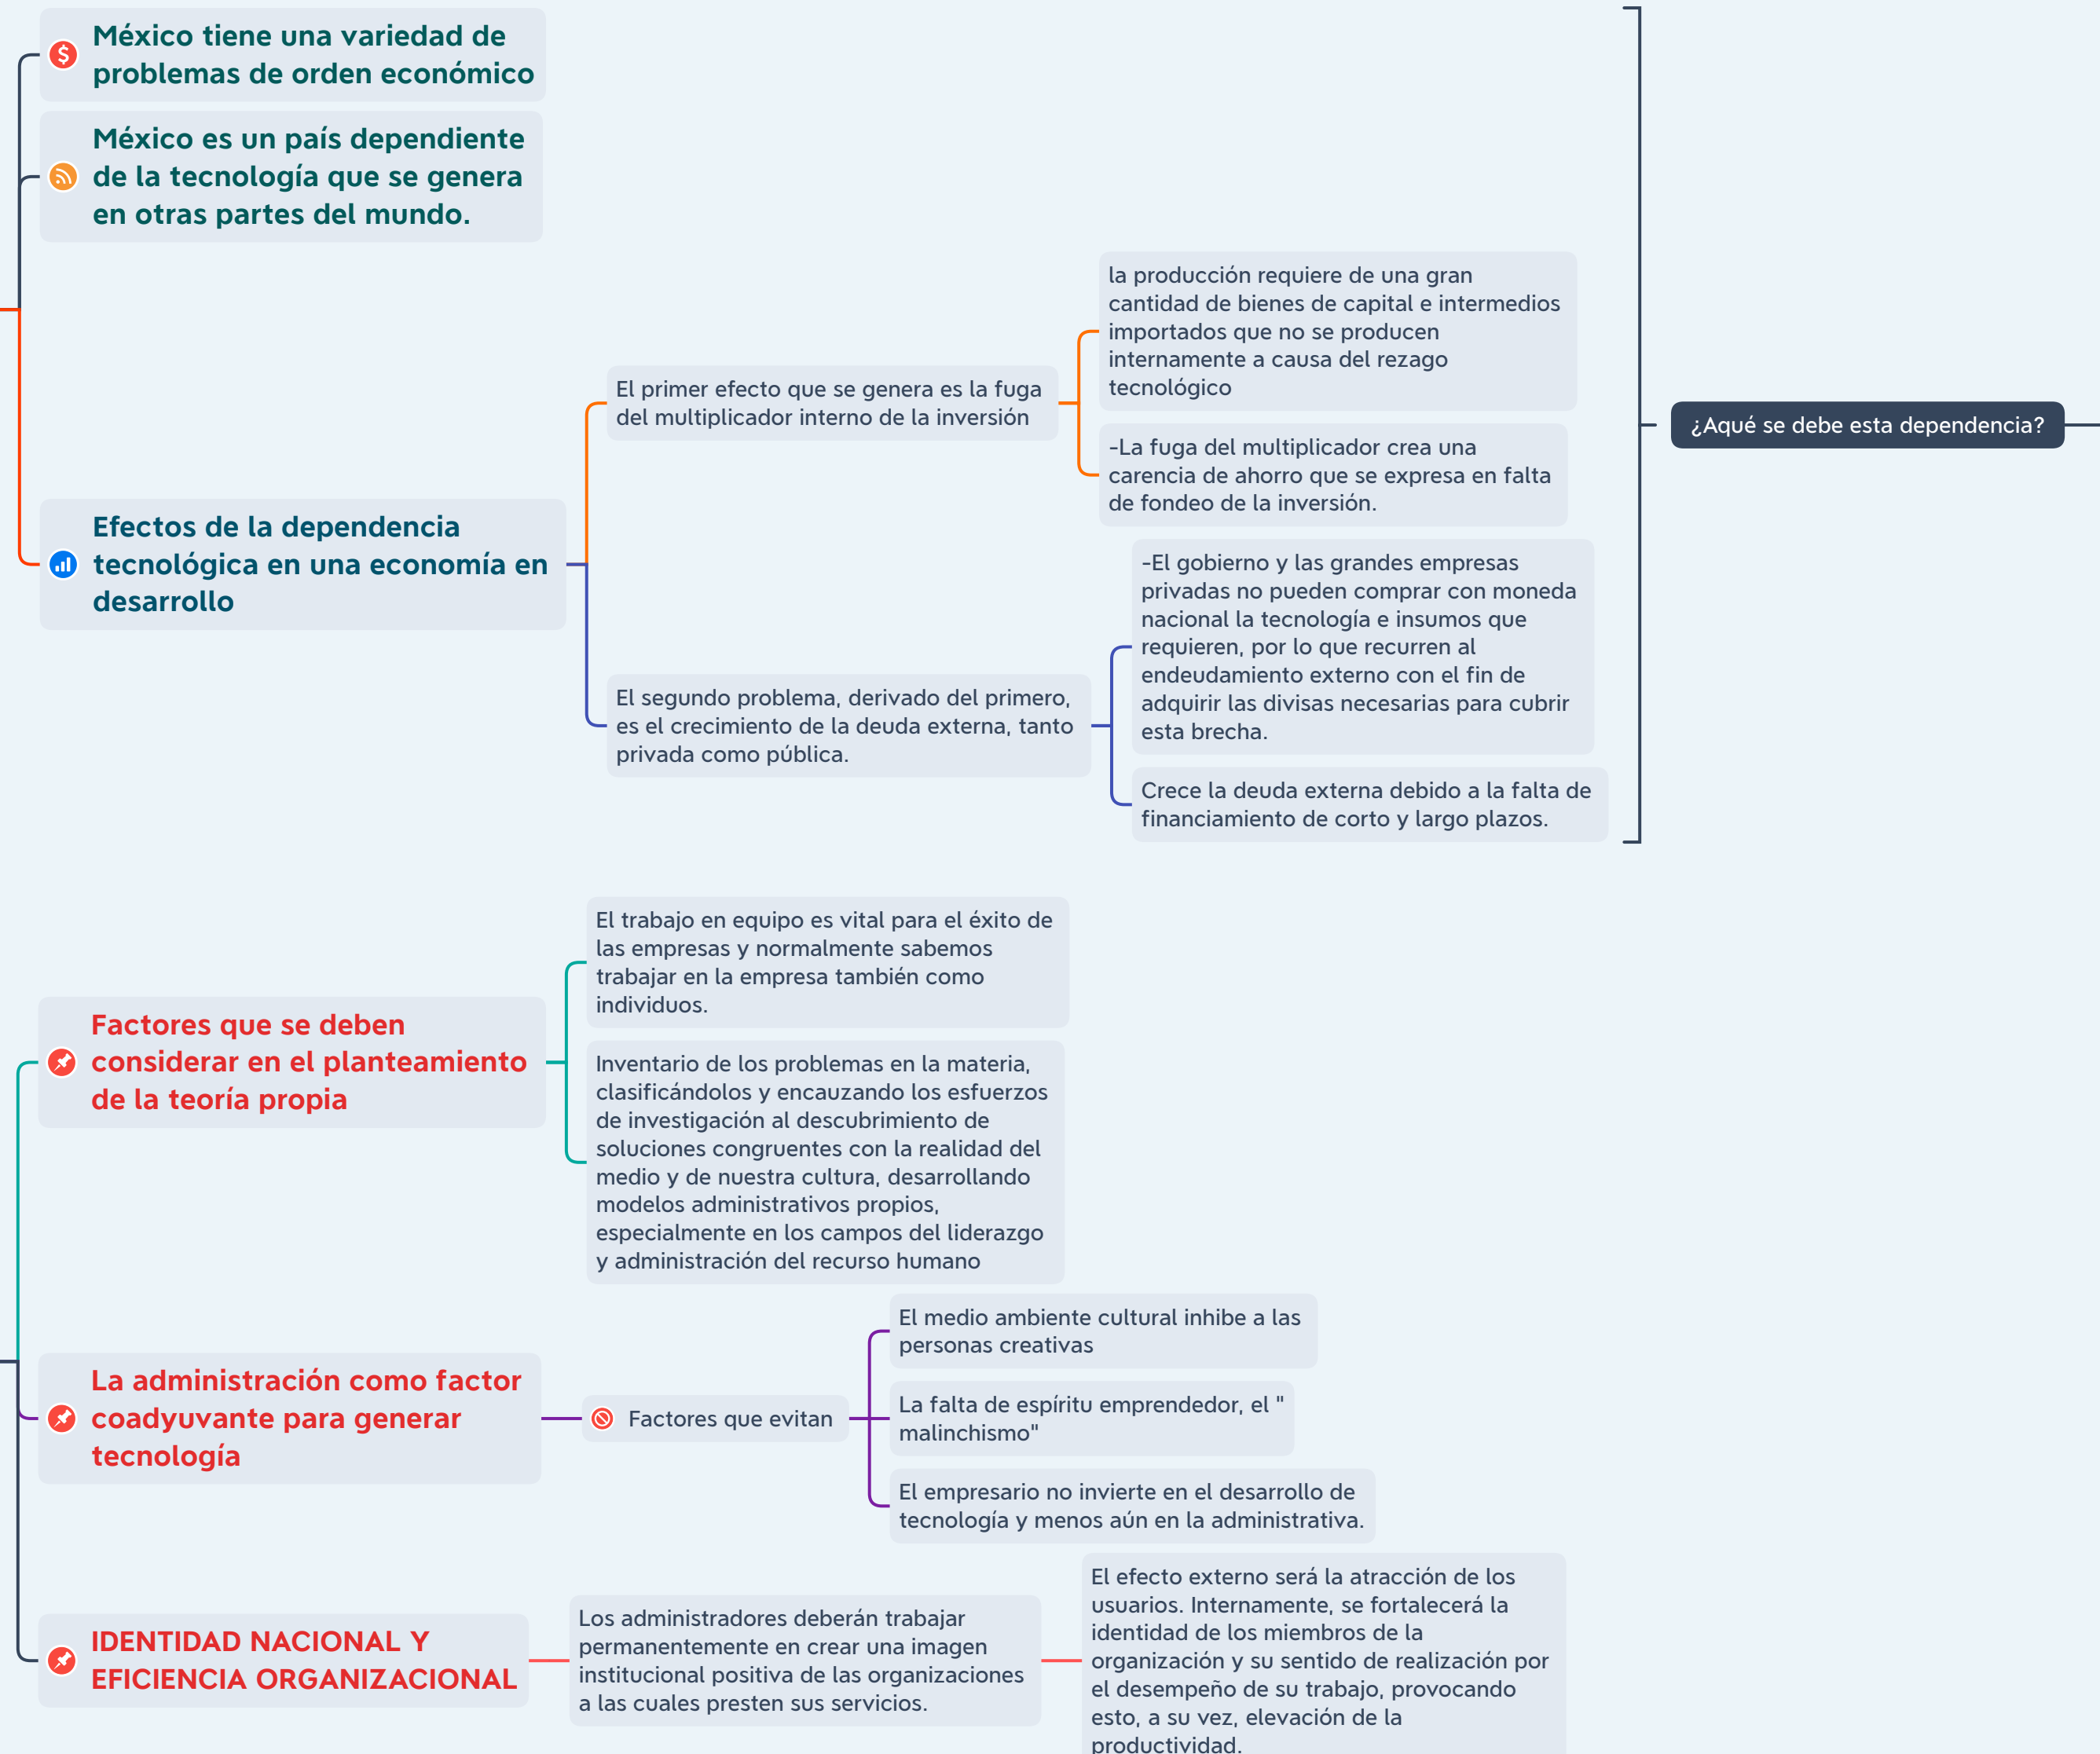 México tiene una variedad de
problemas de orden económico
México es un país dependiente
de la tecnología que se genera
en otras partes del mundo.
Efectos de la dependencia
tecnológica en una economía en
desarrollo
El primer efecto que se genera es la fuga
del multiplicador interno de la inversión
la producción requiere de una gran
cantidad de bienes de capital e intermedios
importados que no se producen
internamente a causa del rezago
tecnológico
-La fuga del multiplicador crea una
carencia de ahorro que se expresa en falta
de fondeo de la inversión.
El segundo problema, derivado del primero,
es el crecimiento de la deuda externa, tanto
privada como pública.
-El gobierno y las grandes empresas
privadas no pueden comprar con moneda
nacional la tecnología e insumos que
requieren, por lo que recurren al
endeudamiento externo con el fin de
adquirir las divisas necesarias para cubrir
esta brecha.
Crece la deuda externa debido a la falta de
financiamiento de corto y largo plazos.
¿Aqué se debe esta dependencia?
Factores que se deben
considerar en el planteamiento
de la teoría propia
El trabajo en equipo es vital para el éxito de
las empresas y normalmente sabemos
trabajar en la empresa también como
individuos.
Inventario de los problemas en la materia,
clasificándolos y encauzando los esfuerzos
de investigación al descubrimiento de
soluciones congruentes con la realidad del
medio y de nuestra cultura, desarrollando
modelos administrativos propios,
especialmente en los campos del liderazgo
y administración del recurso humano
La administración como factor
coadyuvante para generar
tecnología
Factores que evitan
El medio ambiente cultural inhibe a las
personas creativas
La falta de espíritu emprendedor, el "
malinchismo"
El empresario no invierte en el desarrollo de
tecnología y menos aún en la administrativa.
IDENTIDAD NACIONAL Y
EFICIENCIA ORGANIZACIONAL
Los administradores deberán trabajar
permanentemente en crear una imagen
institucional positiva de las organizaciones
a las cuales presten sus servicios.
El efecto externo será la atracción de los
usuarios. Internamente, se fortalecerá la
identidad de los miembros de la
organización y su sentido de realización por
el desempeño de su trabajo, provocando
esto, a su vez, elevación de la
productividad.